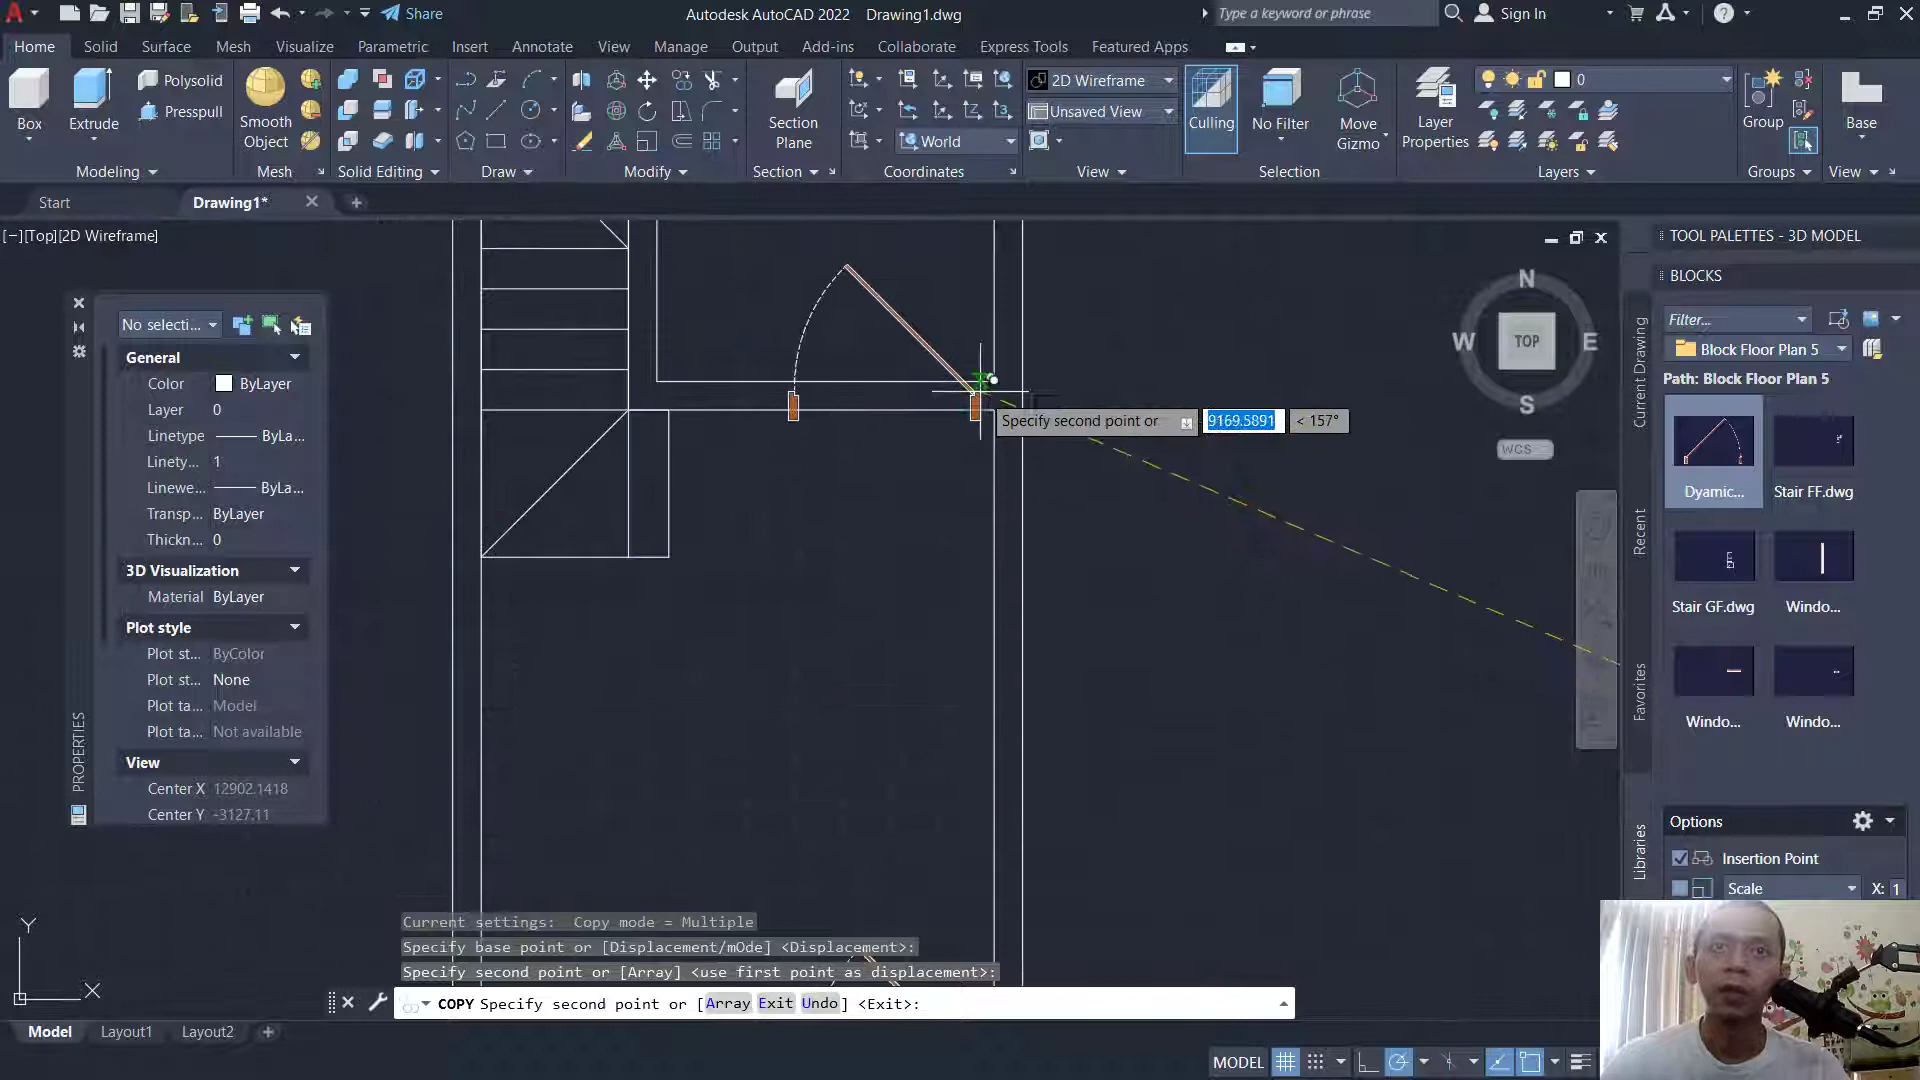 Share
Autodesk AutoCAD 2022 Drawing1.dwg
Type a keyword or phrase
Sign In
Home Solid Surface Mesh Visualize Parametric Insert Annotate View Manage Output Add-ins Collaborate Express Tools Featured Apps
Box
Extrude
Polysolid
Presspull
Modeling
Smooth
Object
Mesh
Solid Editing
Draw
Modify
Section
Plane
Section
World
Coordinates
2D Wireframe
Unsaved View
View
Culling
No Filter
Move
Gizmo
Selection
Layer
Properties
0
Layers
Group
Groups
Base
View
Start
Drawing1*
[−][Top][2D Wireframe]
No selecti...
General
Color ByLayer
Layer 0
Linetype ByLa...
Linety... 1
Linewe... ByLa...
Transp... ByLayer
Thickn... 0
3D Visualization
Material ByLayer
Plot style
Plot st... ByColor
Plot st... None
Plot ta... Model
Plot ta... Not available
View
Center X 12902.1418
Center Y -3127.11
PROPERTIES
Specify second point or
9169.5891
< 157°
N
W
TOP
E
S
WCS
TOOL PALETTES - 3D MODEL
BLOCKS
Filter...
Block Floor Plan 5
Path: Block Floor Plan 5
Current Drawing
Recent
Favorites
Libraries
Dyamic...
Stair FF.dwg
Stair GF.dwg
Windo...
Windo...
Windo...
Options
Insertion Point
Scale
X: 1
Y
X
Current settings: Copy mode = Multiple
Specify base point or [Displacement/mOde] <Displacement>:
Specify second point or [Array] <use first point as displacement>:
COPY Specify second point or [Array Exit Undo] <Exit>:
Model Layout1 Layout2
MODEL